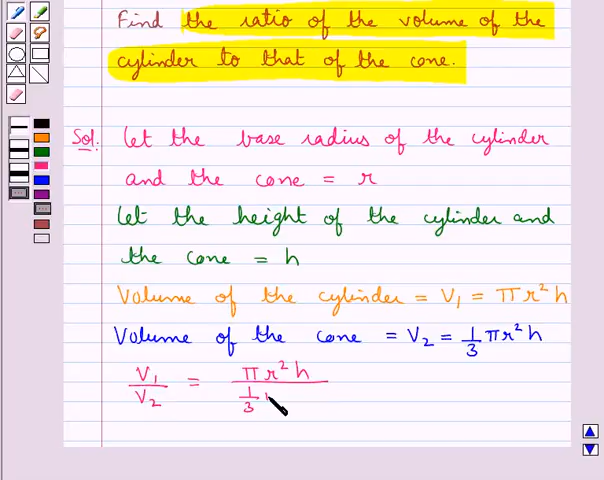 Find the ratio of the volume of the
cylinder to that of the cone.
Sol. Let the base radius of the cylinder
and the cone = r
Let the height of the cylinder and
the cone = h
Volume of the cylinder = V₁ = πr²h
Volume of the cone = V₂ = 1/3 πr²h
V₁/V₂ = πr²h / 1/3